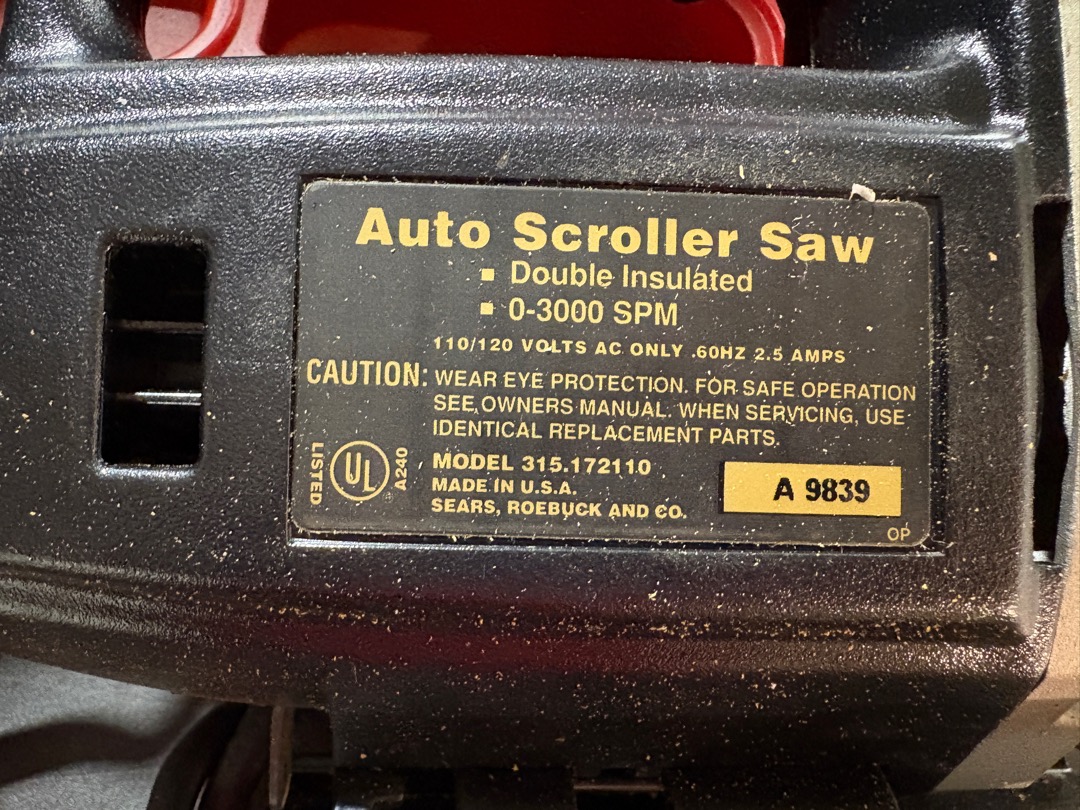 Auto Scroller Saw
▪ Double Insulated
▪ 0-3000 SPM
110/120 VOLTS AC ONLY .60HZ 2.5 AMPS
CAUTION: WEAR EYE PROTECTION. FOR SAFE OPERATION
SEE OWNERS MANUAL. WHEN SERVICING, USE
IDENTICAL REPLACEMENT PARTS.
LISTED
UL
A240
MODEL 315.172110
MADE IN U.S.A.
SEARS, ROEBUCK AND CO.
A 9839
OP